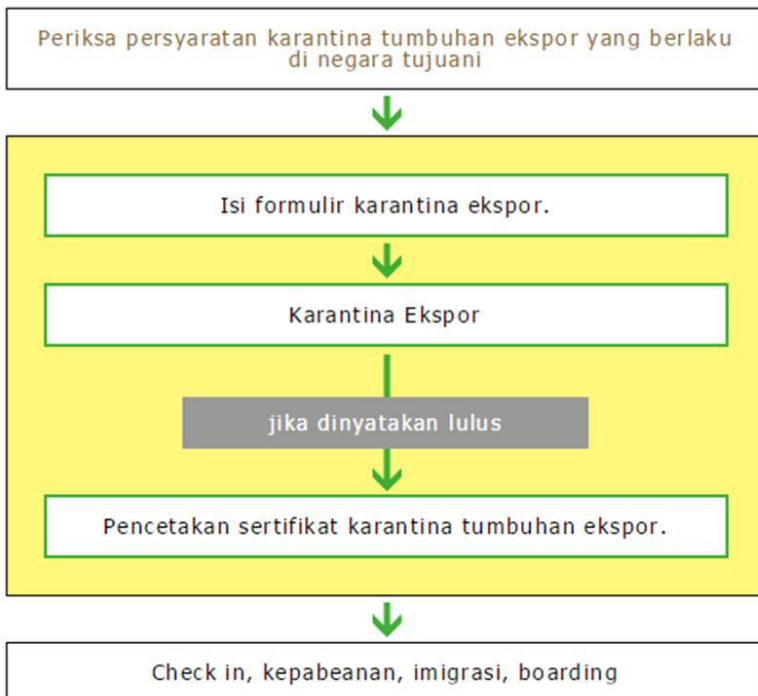 Periksa persyaratan karantina tumbuhan ekspor yang berlaku
di negara tujuani
Isi formulir karantina ekspor.
Karantina Ekspor
jika dinyatakan lulus
Pencetakan sertifikat karantina tumbuhan ekspor.
Check in, kepabeanan, imigrasi, boarding